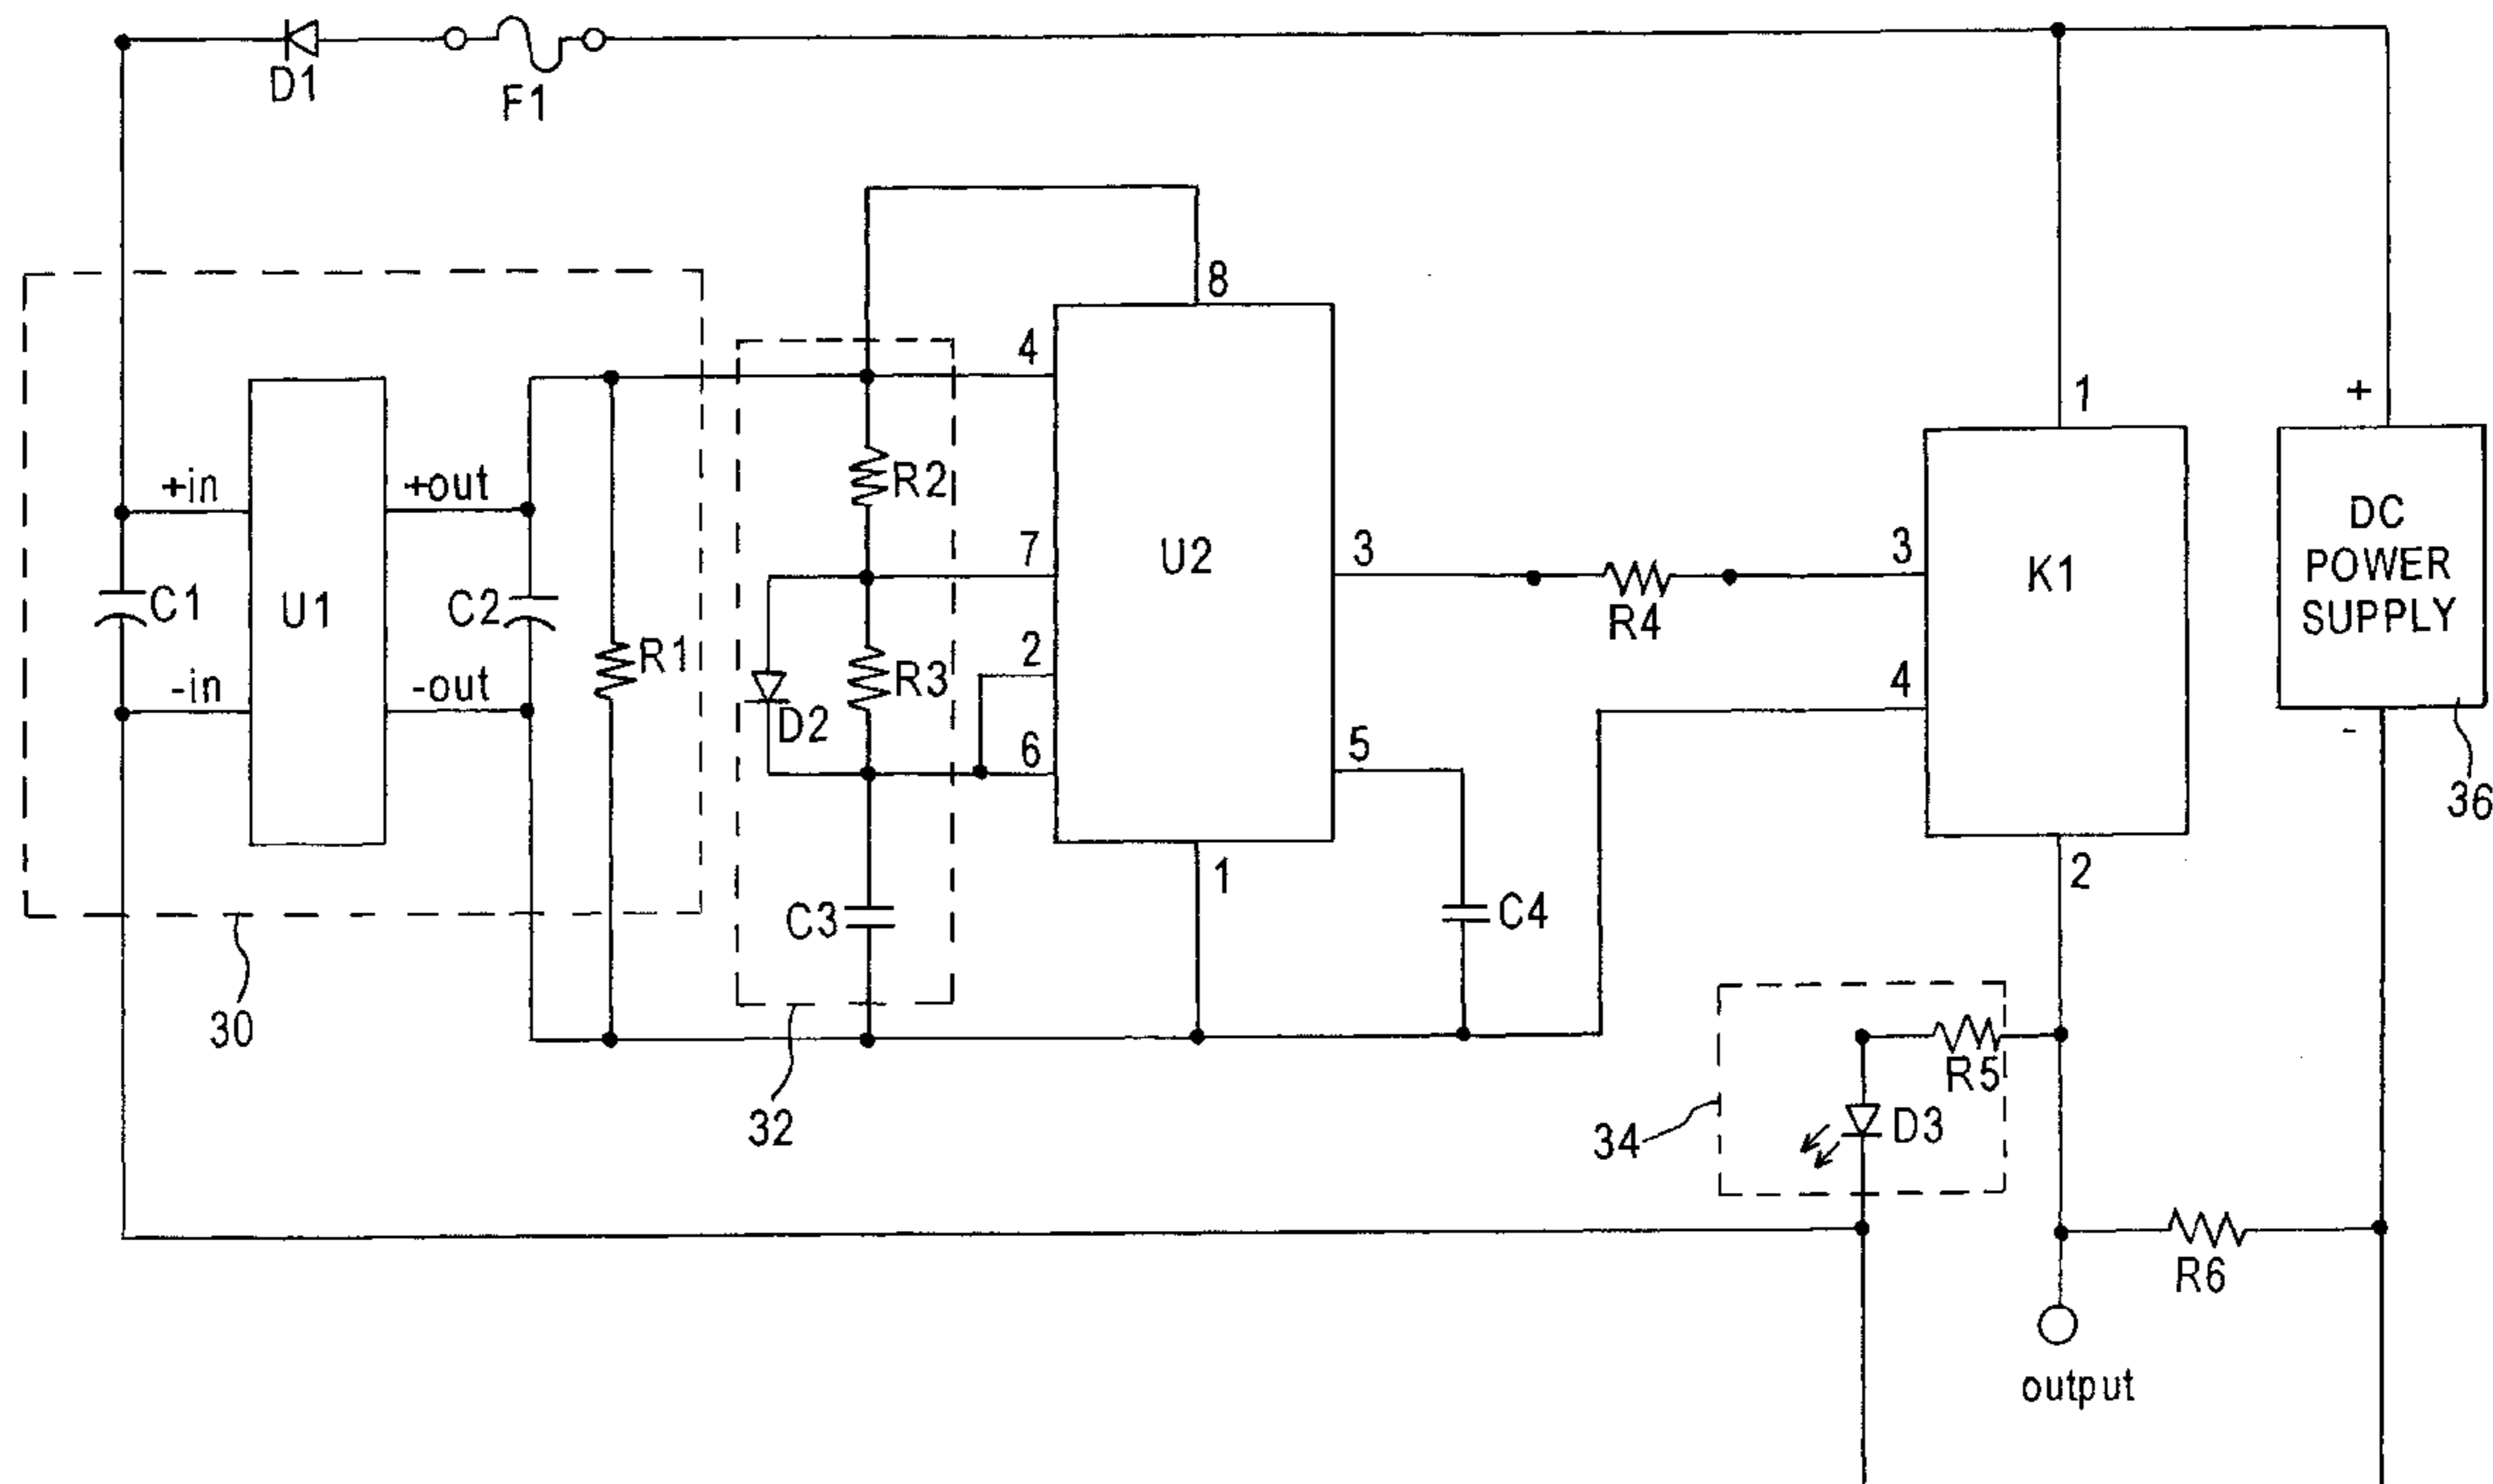 D1
F1
8
4
1
+
+in
+out
R2
DC
POWER
SUPPLY
7
U2
3
3
K1
C1
U1
C2
R4
2
R1
R3
4
-in
-out
D2
6
5
-
36
1
2
C3
C4
30
R5
32
34
D3
R6
output